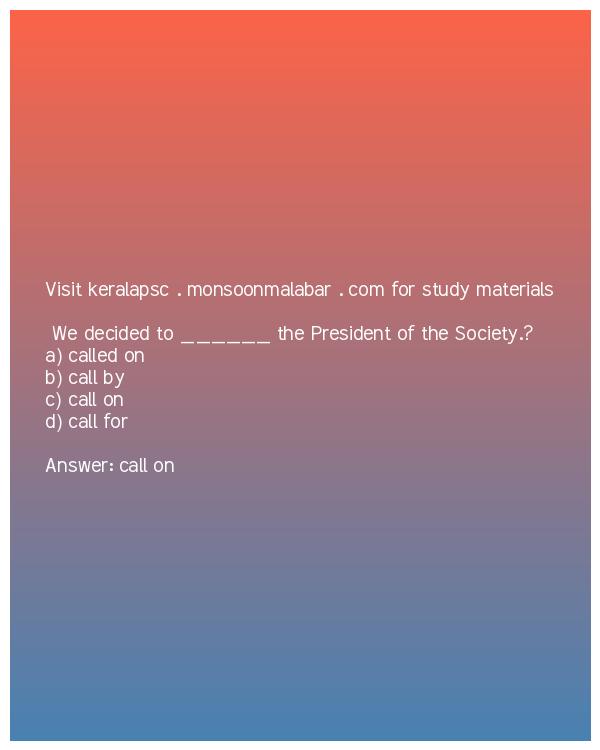 Visit keralapsc . monsoonmalabar . com for study materials
We decided to ______ the President of the Society.?
a) called on
b) call by
c) call on
d) call for
Answer: call on